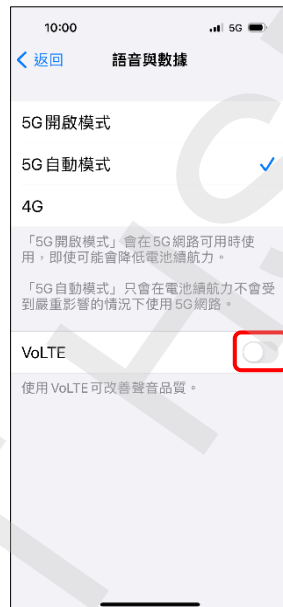 10:00 5G
返回 語音與數據
5G開啟模式
5G自動模式
4G
「5G開啟模式」會在5G網路可用時使
用，即使可能會降低電池續航力。
「5G自動模式」只會在電池續航力不會受
到嚴重影響的情況下使用5G網路。
VoLTE
使用VoLTE可改善聲音品質。